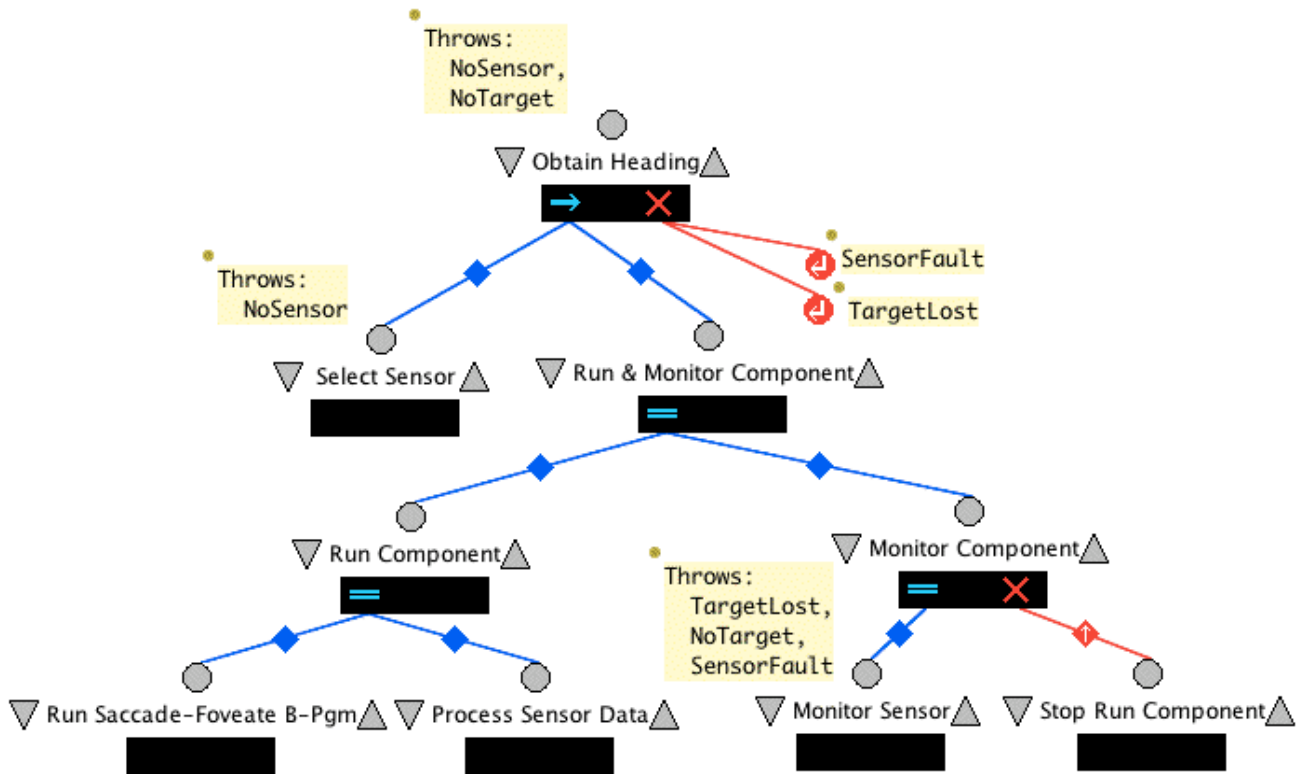 Throws:
NoSensor,
NoTarget
Obtain Heading
SensorFault
Throws:
NoSensor
TargetLost
Select Sensor
Run & Monitor Component
Run Component
Monitor Component
Throws:
TargetLost,
NoTarget,
SensorFault
Run Saccade-Foveate B-Pgm
Process Sensor Data
Monitor Sensor
Stop Run Component